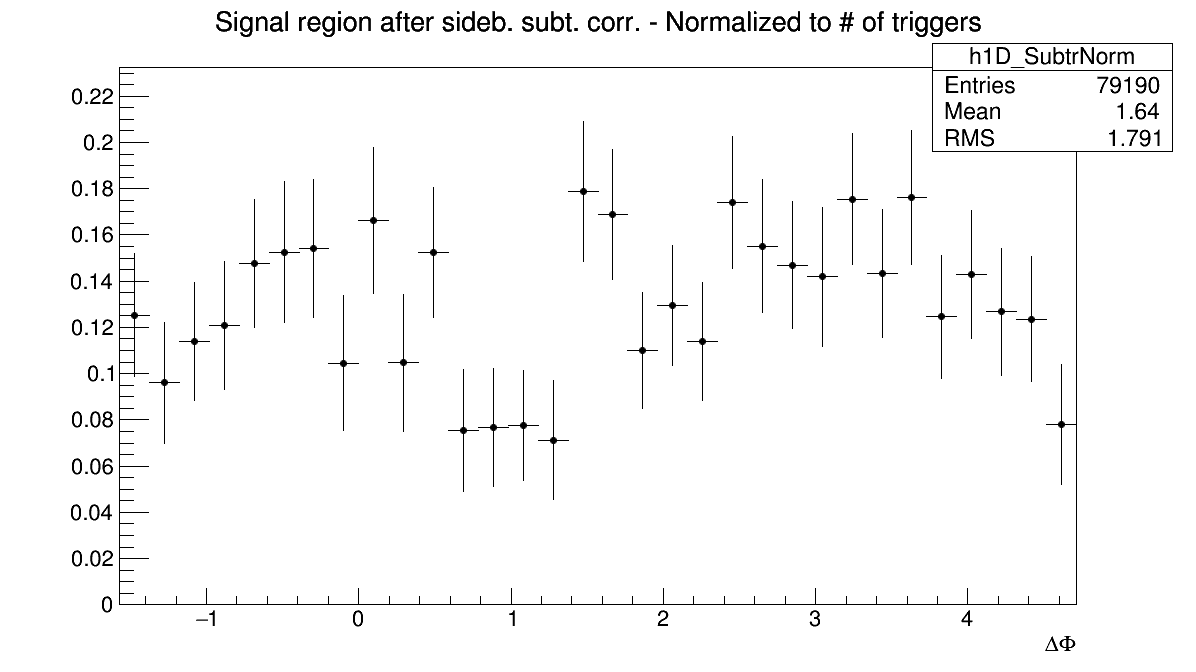 Signal region after sideb. subt. corr. - Normalized to # of triggers
h1D_SubtrNorm
Entries 79190
Mean 1.64
RMS 1.791
0.22
0.2
0.18
0.16
0.14
0.12
0.1
0.08
0.06
0.04
0.02
0
−1 0 1 2 3 4
ΔΦ